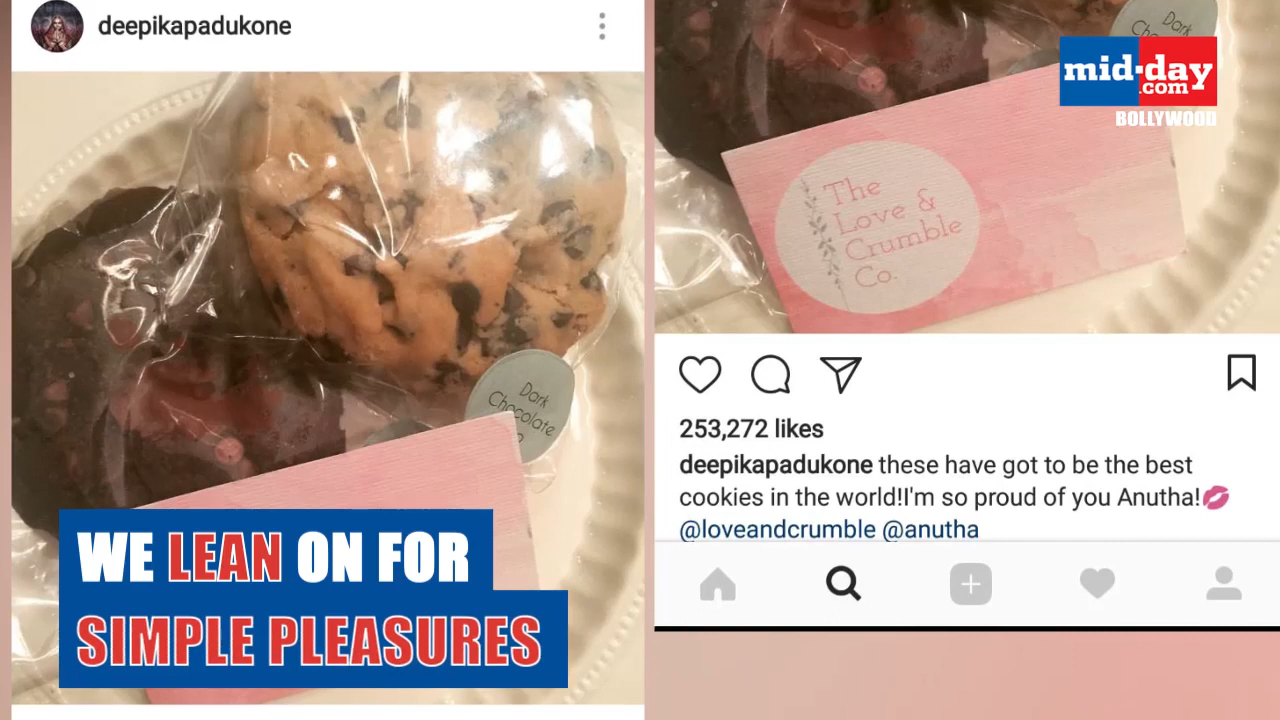 deepikapadukone
Dark
Chocolate
WE LEAN ON FOR
SIMPLE PLEASURES
Dark
mid-day
.com
BOLLYWOOD
The
Love &
Crumble
Co.
253,272 likes
deepikapadukone these have got to be the best
cookies in the world!I'm so proud of you Anutha!💋
@loveandcrumble @anutha